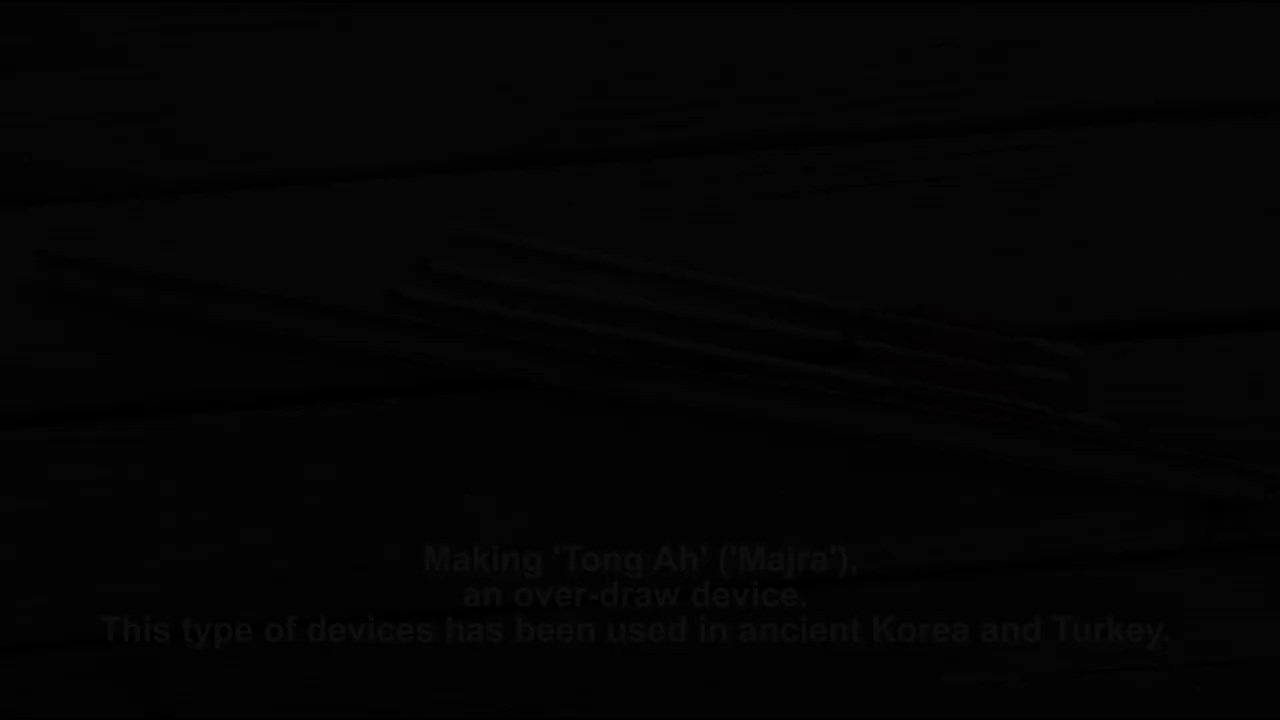 Making 'Tong Ah' ('Majra'),
an over-draw device.
This type of devices has been used in ancient Korea and Turkey.